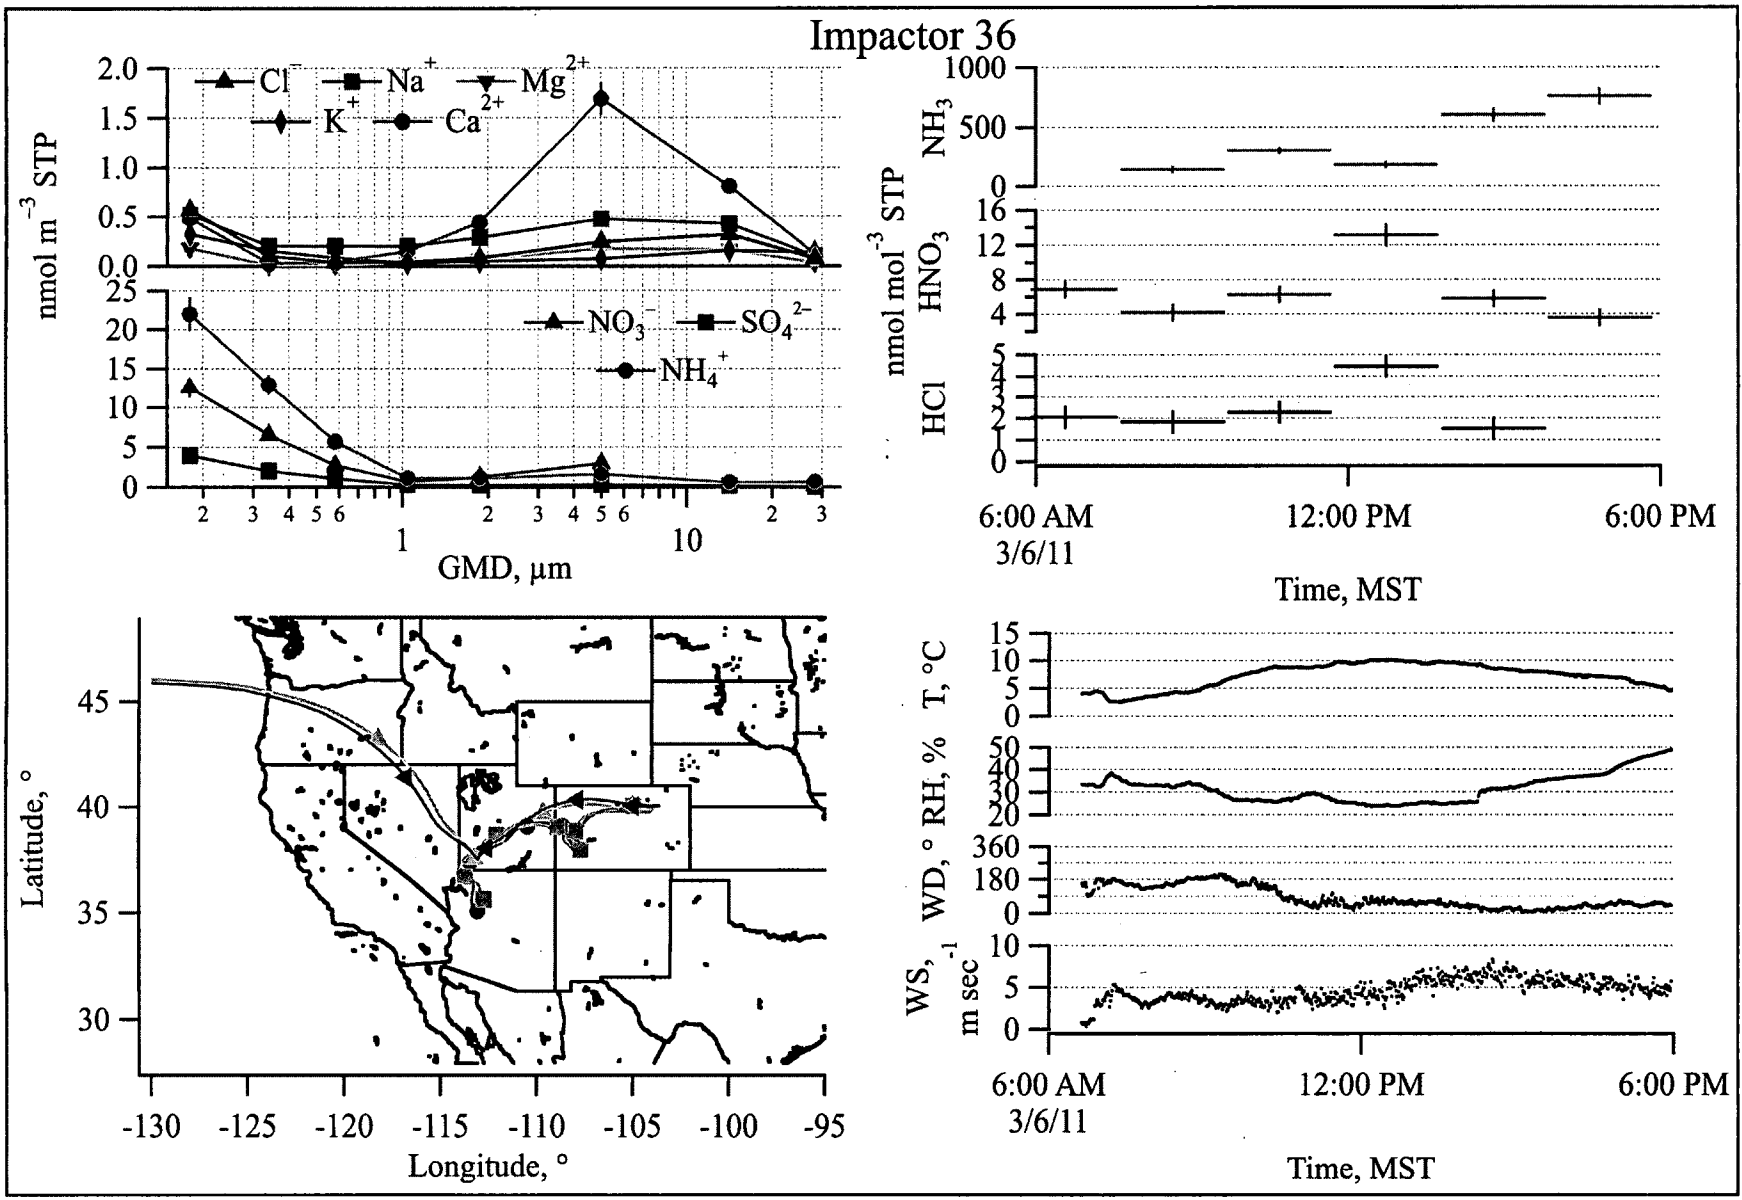 Impactor 36
Cl⁻ Na⁺ Mg²⁺
K⁺ Ca²⁺
2.0
1.5
1.0
0.5
0.0
nmol m⁻³ STP
25
20
15
10
5
0
NO₃⁻ SO₄²⁻
NH₄⁺
2 3 4 5 6 2 3 4 5 6 2 3
1 10
GMD, µm
1000
500
0
NH₃
16
12
8
4
HNO₃
nmol mol⁻³ STP
5
4
3
2
1
0
HCl
6:00 AM 12:00 PM 6:00 PM
3/6/11
Time, MST
45
40
35
30
Latitude, °
-130 -125 -120 -115 -110 -105 -100 -95
Longitude, °
15
10
5
0
T, °C
50
40
30
20
RH, %
360
180
0
WD, °
10
5
0
WS,
m sec⁻¹
6:00 AM 12:00 PM 6:00 PM
3/6/11
Time, MST